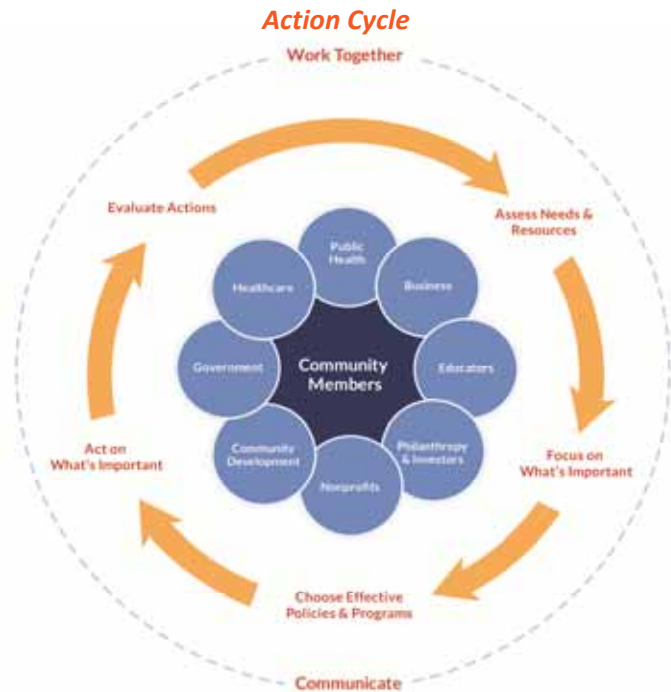 Action Cycle
Work Together
Evaluate Actions
Assess Needs &
Resources
Public
Health
Healthcare
Business
Government
Community
Members
Educators
Act on
What's Important
Community
Development
Philanthropy
& Investors
Focus on
What's Important
Nonprofits
Choose Effective
Policies & Programs
Communicate